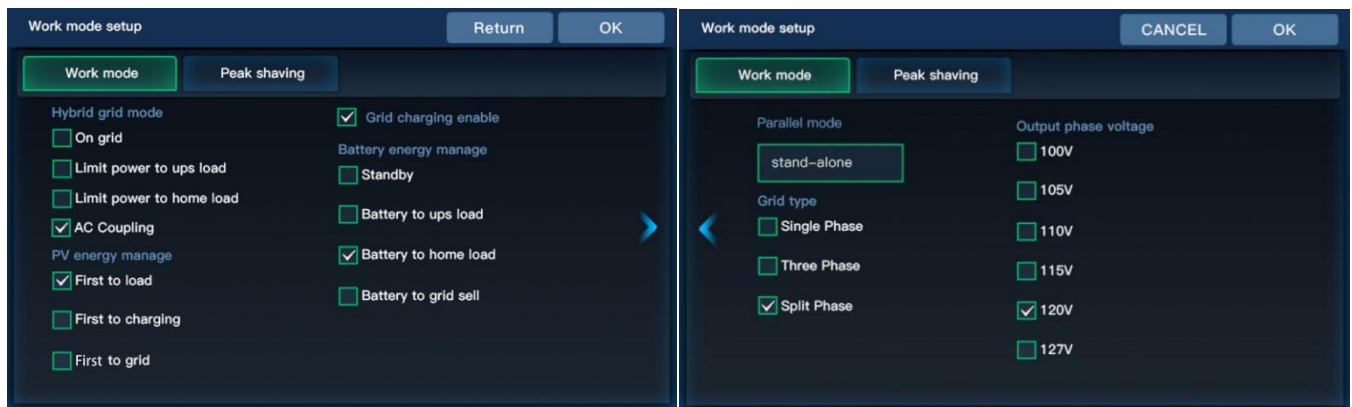 Work mode setup
Return
OK
Work mode
Peak shaving
Hybrid grid mode
On grid
Limit power to ups load
Limit power to home load
AC Coupling
PV energy manage
First to load
First to charging
First to grid
Grid charging enable
Battery energy manage
Standby
Battery to ups load
Battery to home load
Battery to grid sell
Work mode setup
CANCEL
OK
Work mode
Peak shaving
Parallel mode
stand-alone
Grid type
Single Phase
Three Phase
Split Phase
Output phase voltage
100V
105V
110V
115V
120V
127V